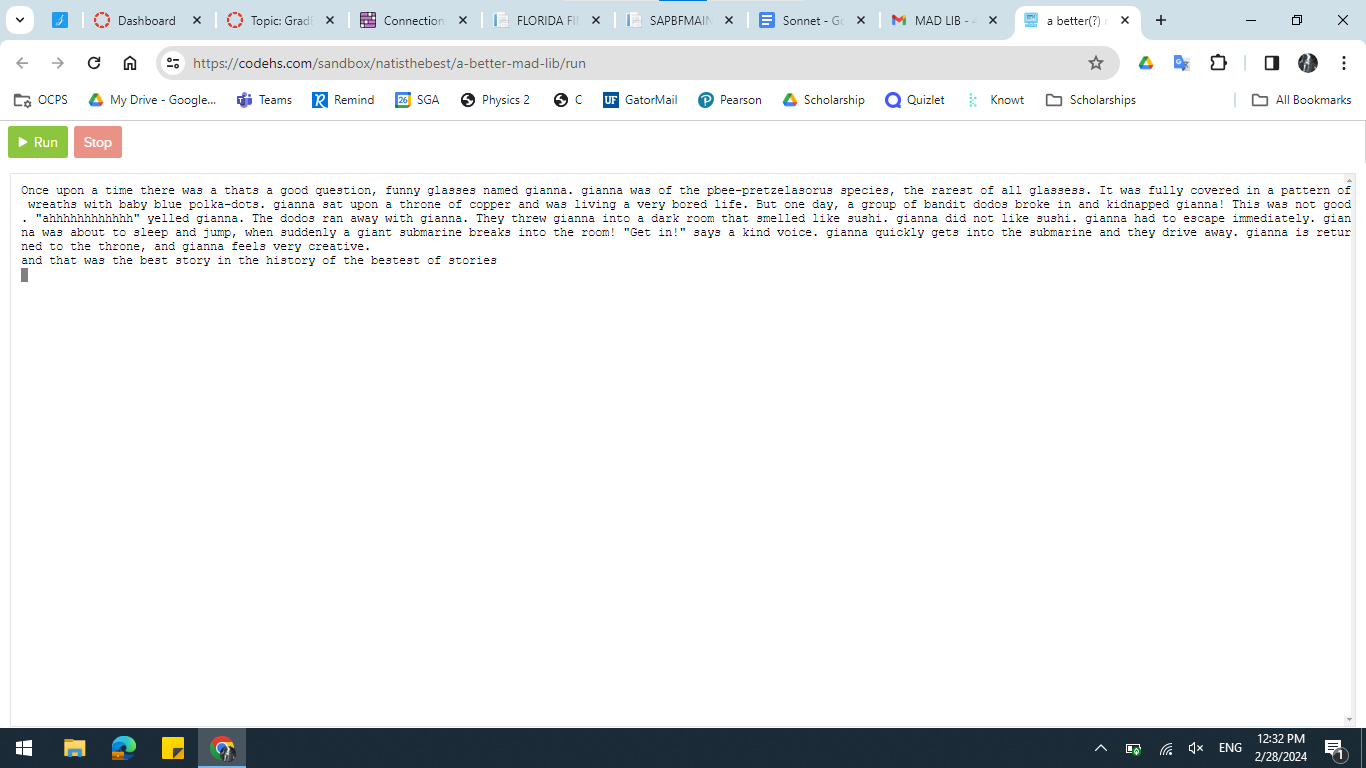 Dashboard
Topic: Grad
Connection
FLORIDA FI
SAPBFMAIN
Sonnet - Go
MAD LIB - 
a better(?)
https://codehs.com/sandbox/natisthebest/a-better-mad-lib/run
OCPS
My Drive - Google...
Teams
Remind
26
SGA
Physics 2
C
UF
GatorMail
Pearson
Scholarship
Quizlet
Knowt
Scholarships
All Bookmarks
Run
Stop
Once upon a time there was a thats a good question, funny glasses named gianna. gianna was of the pbee-pretzelasorus species, the rarest of all glassess. It was fully covered in a pattern of
wreaths with baby blue polka-dots. gianna sat upon a throne of copper and was living a very bored life. But one day, a group of bandit dodos broke in and kidnapped gianna! This was not good
. "ahhhhhhhhhhhh" yelled gianna. The dodos ran away with gianna. They threw gianna into a dark room that smelled like sushi. gianna did not like sushi. gianna had to escape immediately. gian
na was about to sleep and jump, when suddenly a giant submarine breaks into the room! "Get in!" says a kind voice. gianna quickly gets into the submarine and they drive away. gianna is retur
ned to the throne, and gianna feels very creative.
and that was the best story in the history of the bestest of stories
ENG
12:32 PM
2/28/2024
1